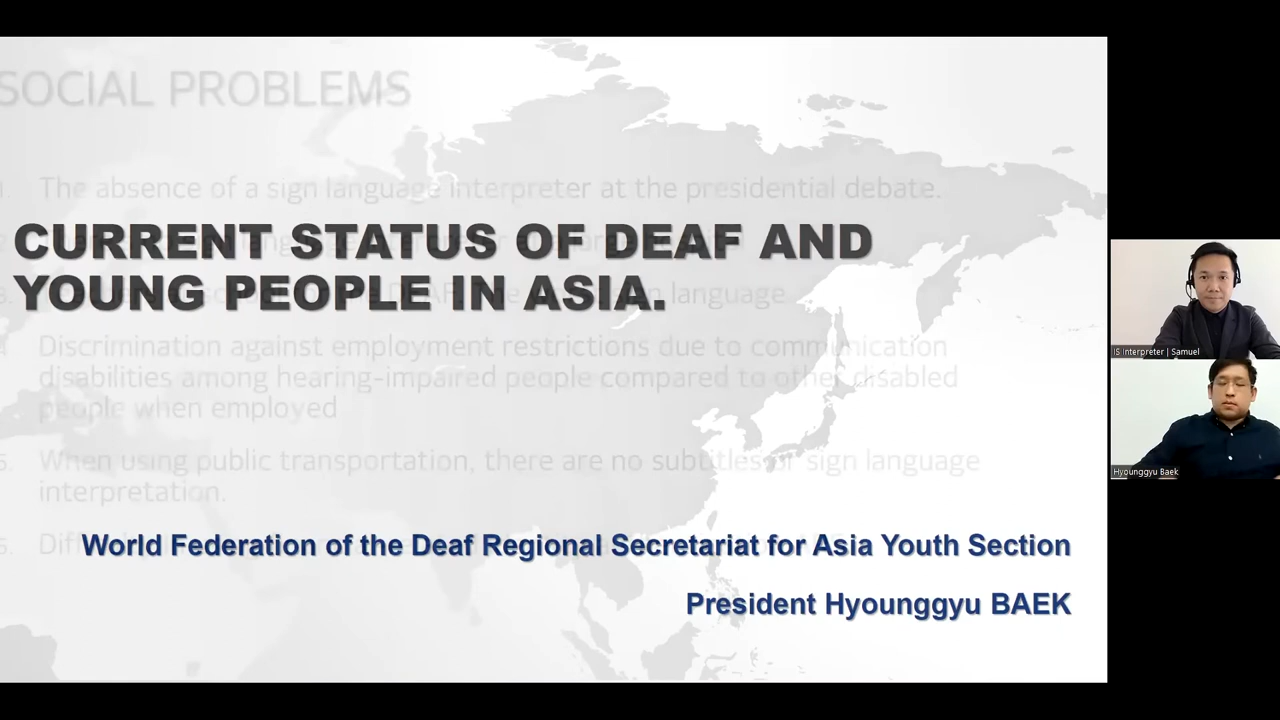 SOCIAL PROBLEMS
The absence of a sign language interpreter at the presidential debate.
CURRENT STATUS OF DEAF AND
YOUNG PEOPLE IN ASIA.
sign language
Discrimination against employment restrictions due to communication
disabilities among hearing-impaired people compared to other disabled
people when employed
5. When using public transportation, there are no subtitles or sign language
interpretation.
World Federation of the Deaf Regional Secretariat for Asia Youth Section
President Hyounggyu BAEK
IS Interpreter | Samuel
Hyounggyu Baek